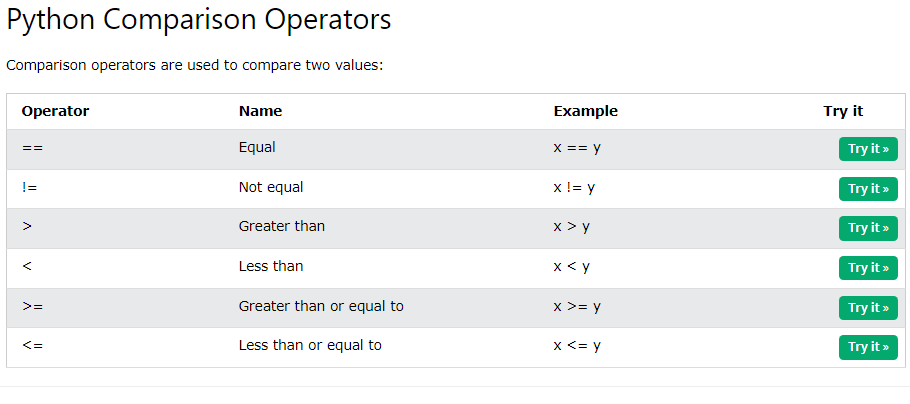 Python Comparison Operators
Comparison operators are used to compare two values:
Operator Name Example Try it
== Equal x == y Try it »
!= Not equal x != y Try it »
> Greater than x > y Try it »
< Less than x < y Try it »
>= Greater than or equal to x >= y Try it »
<= Less than or equal to x <= y Try it »